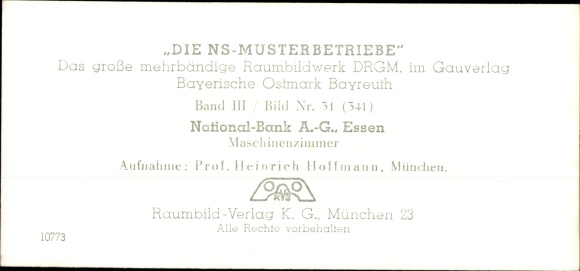 „DIE NS-MUSTERBETRIEBE“
Das große mehrbändige Raumbildwerk DRGM. im Gauverlag
Bayerische Ostmark Bayreuth
Band III / Bild Nr. 31 (341)
National-Bank A.-G., Essen
Maschinenzimmer
Aufnahme: Prof. Heinrich Hoffmann, München.
Raumbild-Verlag K. G., München 23
Alle Rechte vorbehalten
10773